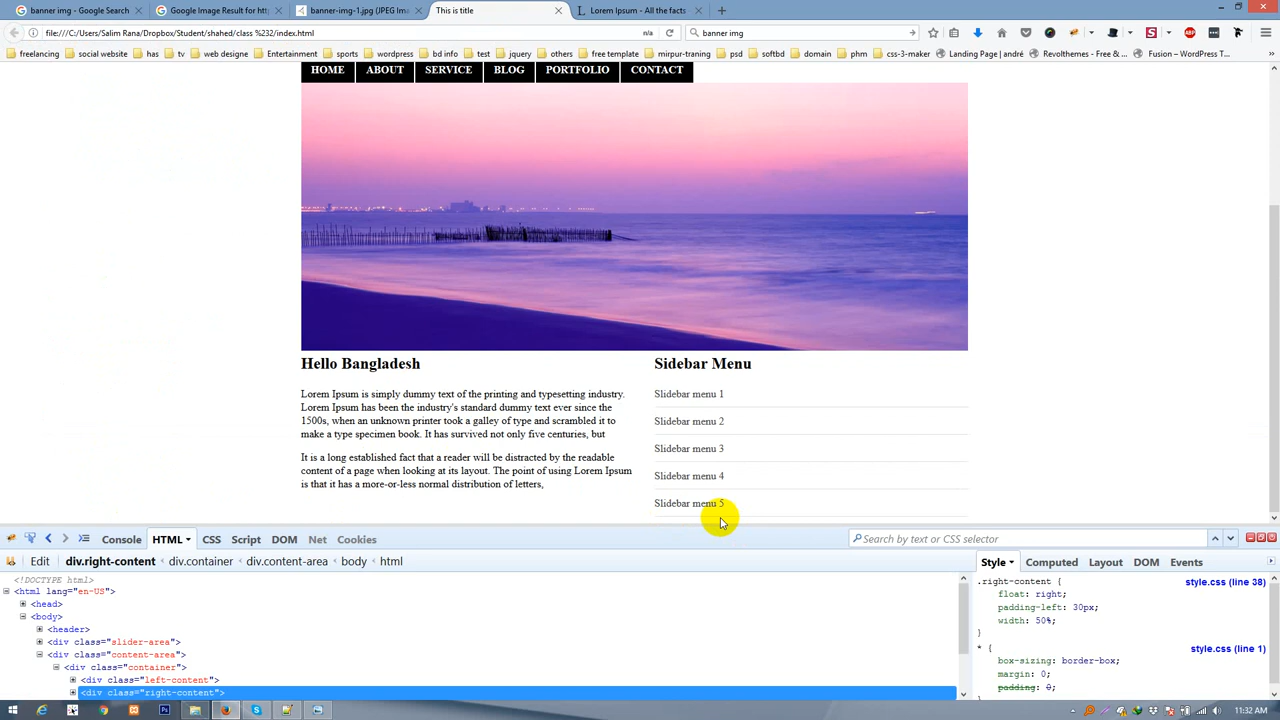 banner img - Google Search
Google Image Result for htt
banner-img-1.jpg (JPEG Im
This is title
Lorem Ipsum - All the facts
file:///C:/Users/Salim Rana/Dropbox/Student/shahed/class %232/index.html
n/a
banner img
freelancing
social website
has
tv
wedding
Entertainment
sports
wordpress
bd info
test
jquery
others
free template
mirpur-traning
psd
softbd
domain
phm
css-3-maker
Landing Page | andré
Revolthemes - Free & ...
Fusion – WordPress T...
HOME
ABOUT
SERVICE
BLOG
PORTFOLIO
CONTACT
Hello Bangladesh
Lorem Ipsum is simply dummy text of the printing and typesetting industry.
Lorem Ipsum has been the industry's standard dummy text ever since the
1500s, when an unknown printer took a galley of type and scrambled it to
make a type specimen book. It has survived not only five centuries, but
It is a long established fact that a reader will be distracted by the readable
content of a page when looking at its layout. The point of using Lorem Ipsum
is that it has a more-or-less normal distribution of letters,
Sidebar Menu
Slidebar menu 1
Slidebar menu 2
Slidebar menu 3
Slidebar menu 4
Slidebar menu 5
Console
HTML
CSS
Script
DOM
Net
Cookies
Search by text or CSS selector
Edit
div.right-content
div.container
div.content-area
body
html
<!DOCTYPE html>
<html lang="en-US">
<head>
<body>
<header>
<div class="slider-area">
<div class="content-area">
<div class="container">
<div class="left-content">
<div class="right-content">
Style
Computed
Layout
DOM
Events
.right-content {
style.css (line 38)
float: right;
padding-left: 30px;
width: 50%;
}
* {
style.css (line 1)
box-sizing: border-box;
margin: 0;
padding: 0;
11:32 AM